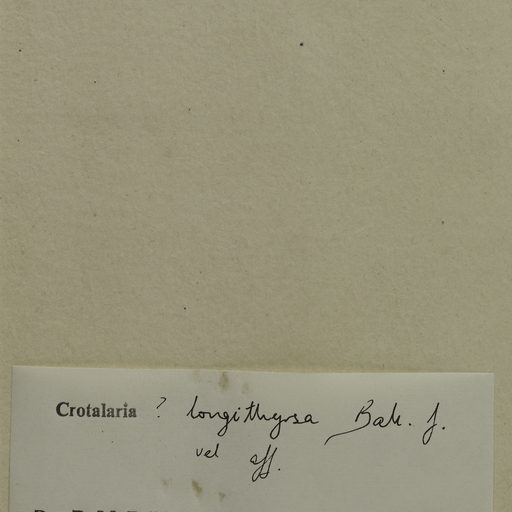 Crotalaria ? longithyrsa Bak. f.
vel aff.